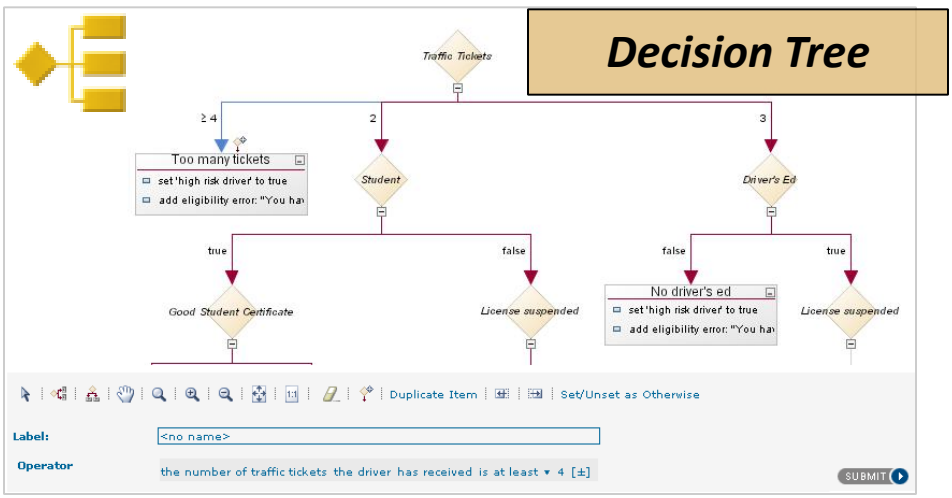 Decision Tree
Traffic Tickets
≥ 4
2
3
Too many tickets
set 'high risk driver' to true
add eligibility error: "You hav
Student
Driver's Ed
true
false
false
true
Good Student Certificate
License suspended
No driver's ed
set 'high risk driver' to true
add eligibility error: "You hav
License suspended
1:1
Duplicate Item
Set/Unset as Otherwise
Label:
<no name>
Operator
the number of traffic tickets the driver has received is at least ▾ 4 [±]
SUBMIT